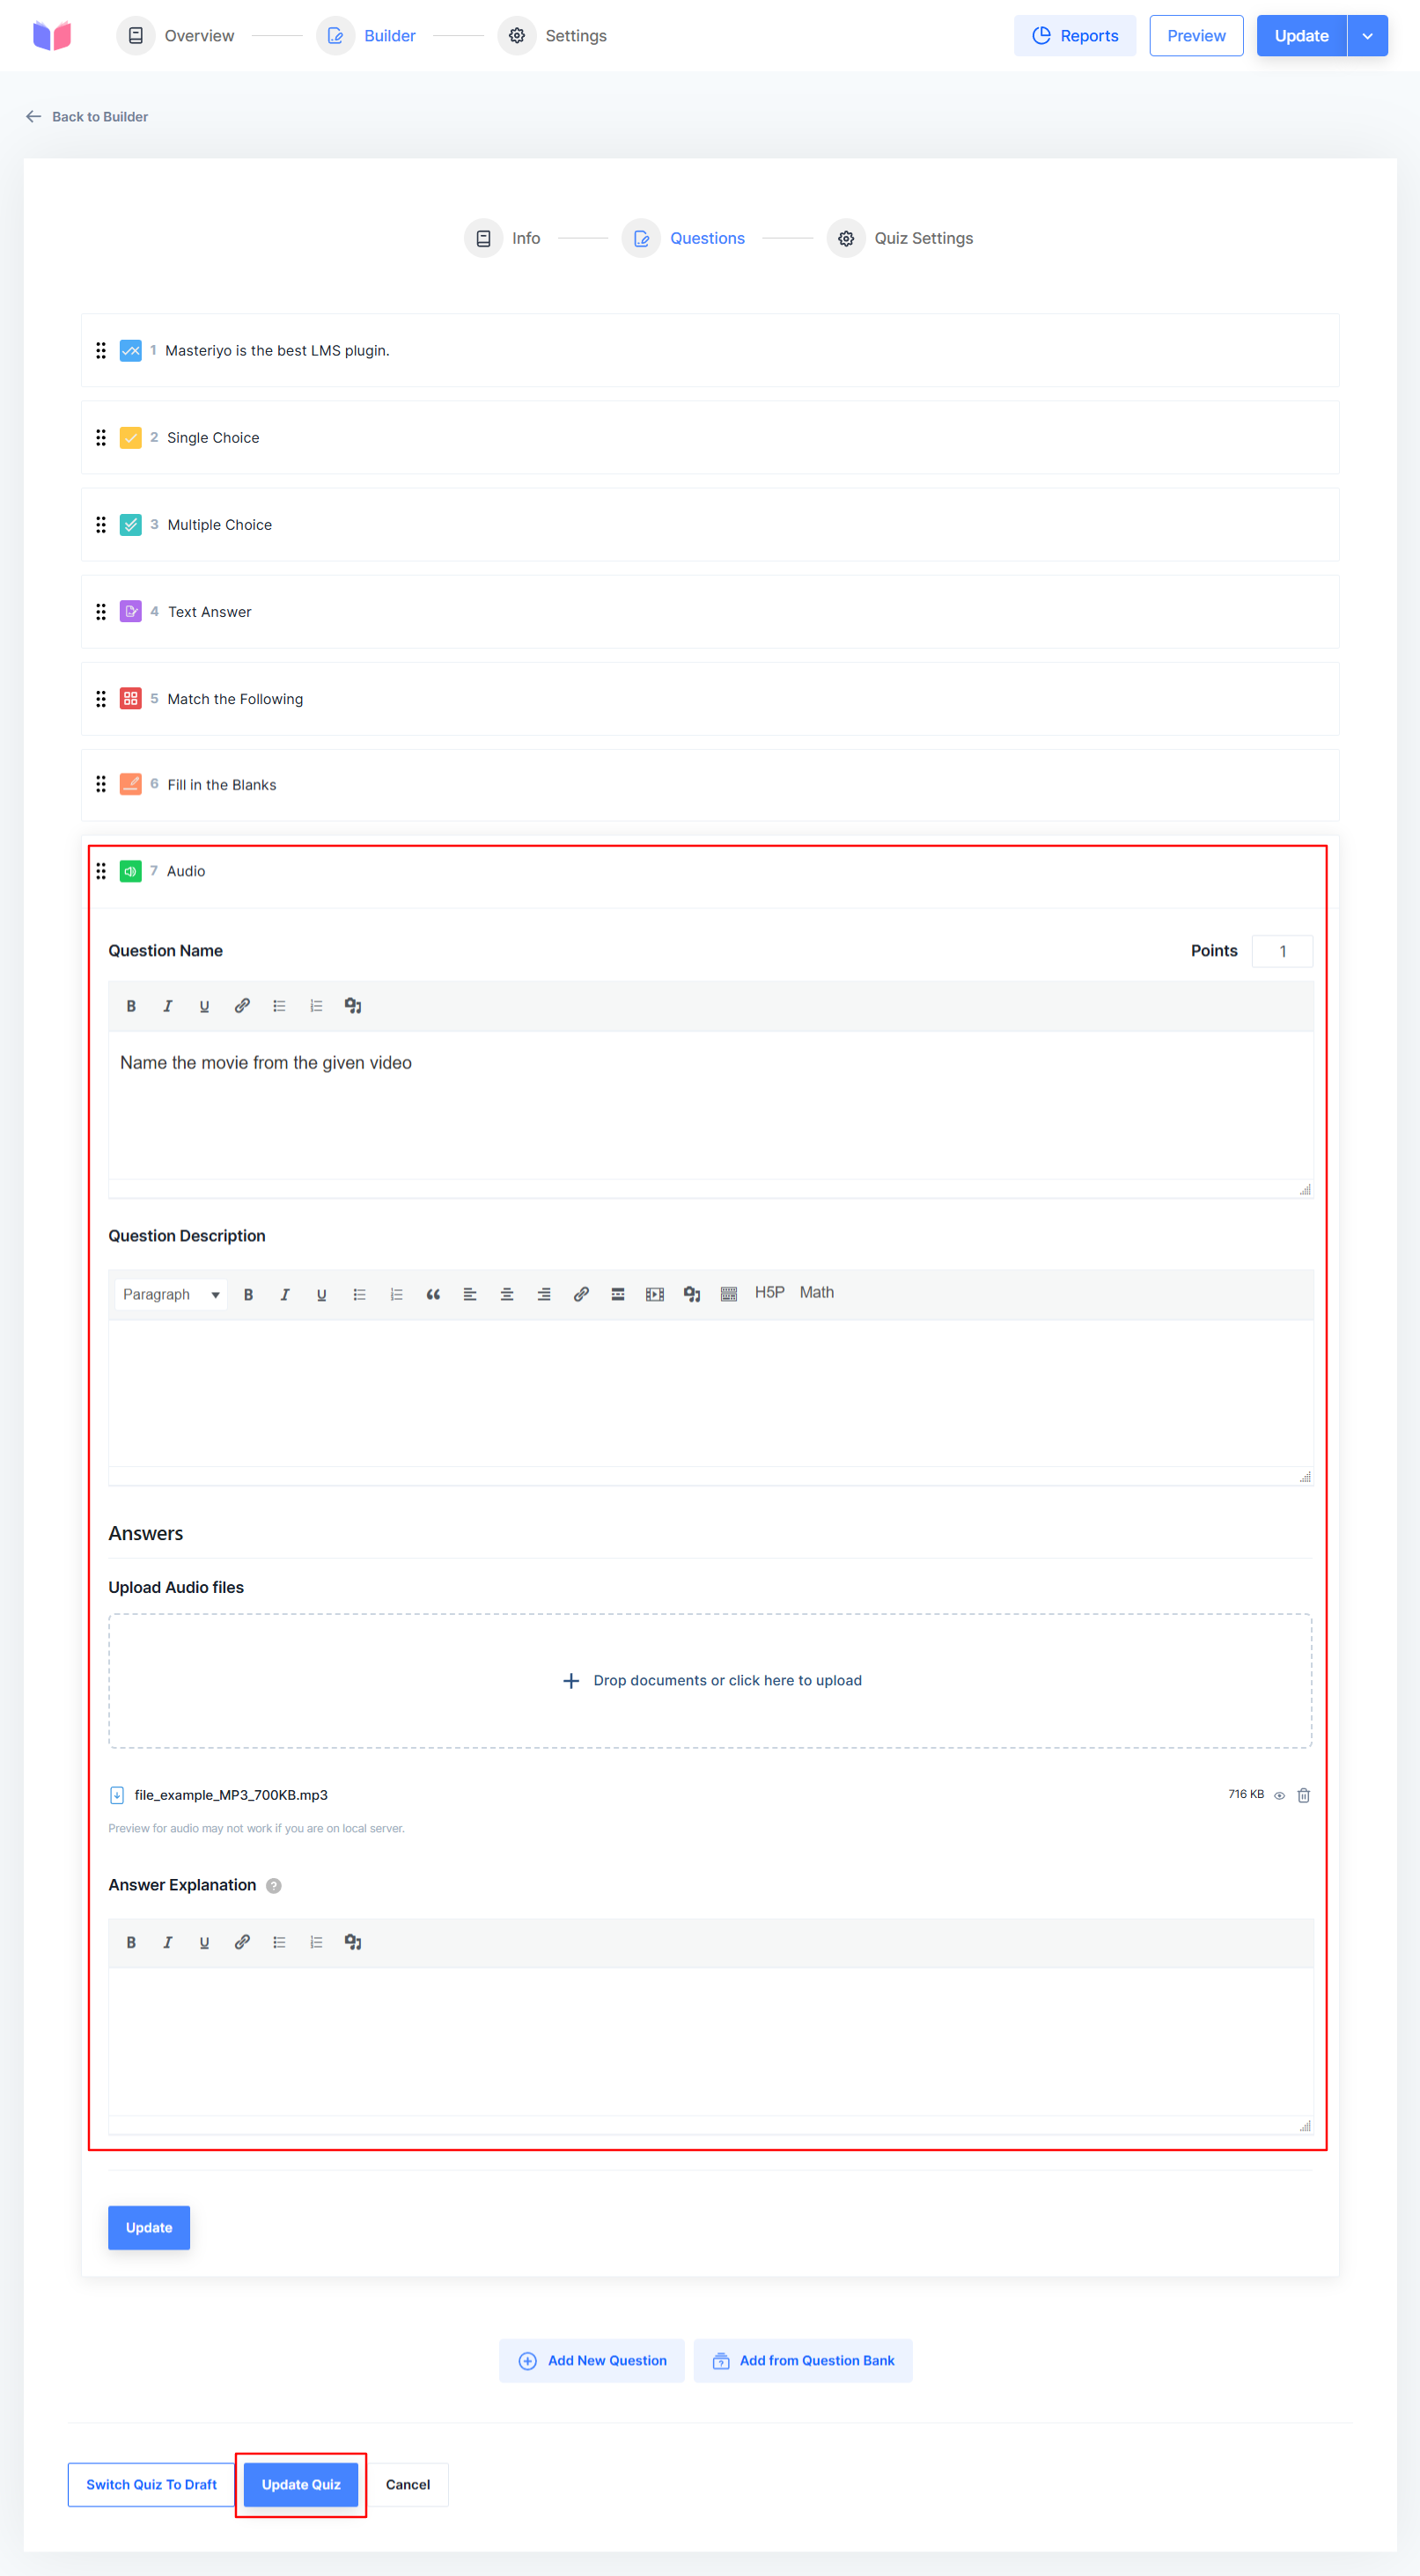 Overview Builder Settings Reports Preview Update
Back to Builder
Info Questions Quiz Settings
1 Masteriyo is the best LMS plugin.
2 Single Choice
3 Multiple Choice
4 Text Answer
5 Match the Following
6 Fill in the Blanks
7 Audio
Question Name Points 1
B I U
Name the movie from the given video
Question Description
Paragraph B I U H5P Math
Answers
Upload Audio files
Drop documents or click here to upload
file_example_MP3_700KB.mp3 716 KB
Preview for audio may not work if you are on local server.
Answer Explanation ?
B I U
Update
Add New Question Add from Question Bank
Switch Quiz To Draft Update Quiz Cancel